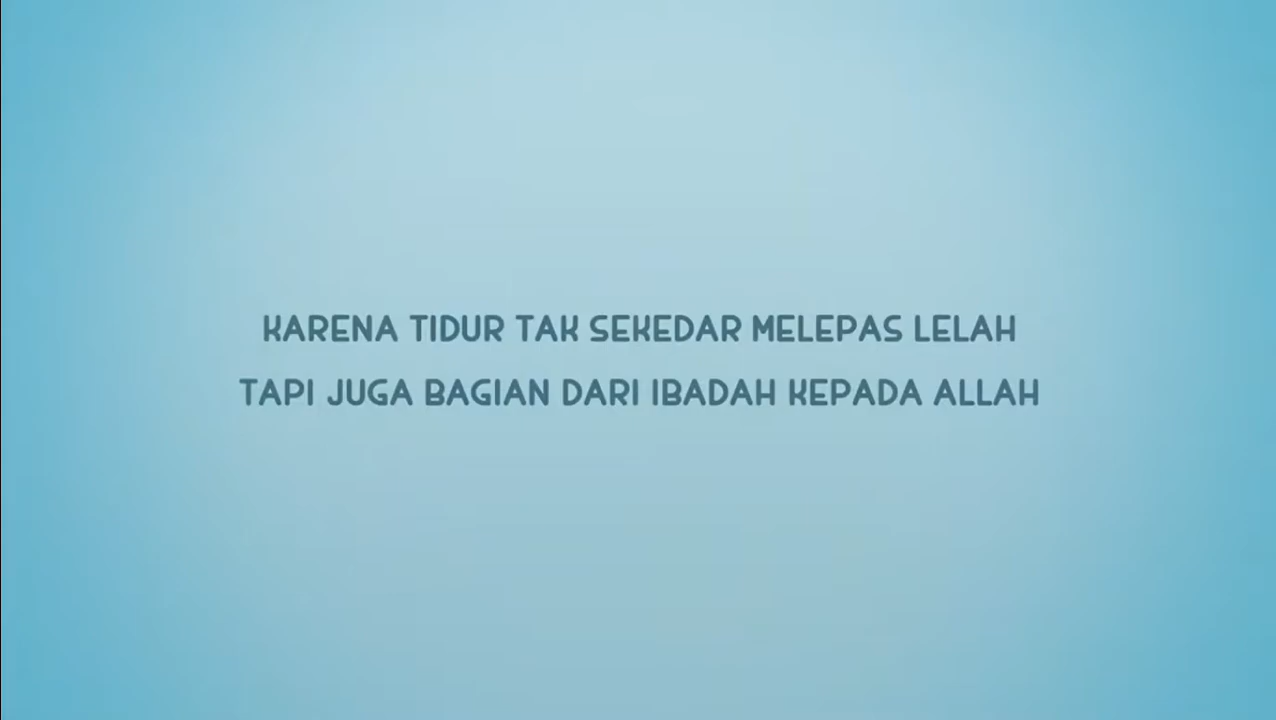 KARENA TIDUR TAK SEKEDAR MELEPAS LELAH
TAPI JUGA BAGIAN DARI IBADAH KEPADA ALLAH